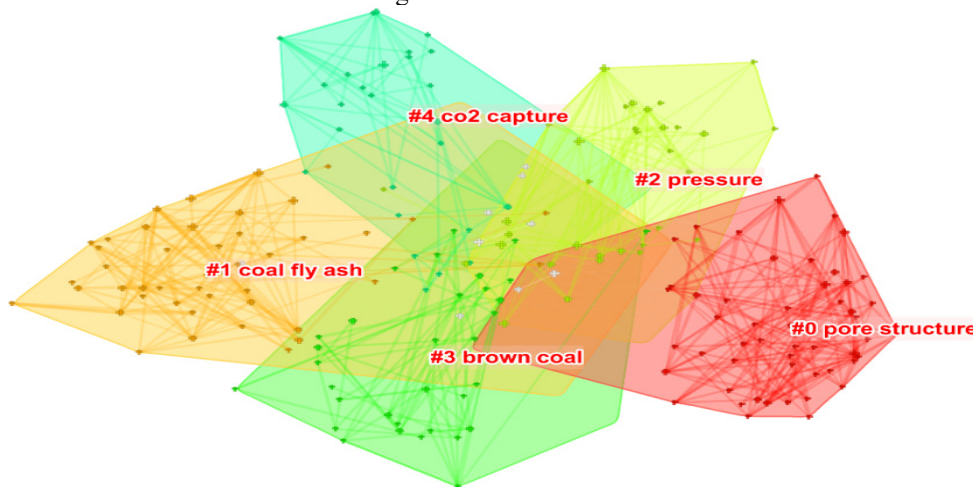 #4 co2 capture
#2 pressure
#1 coal fly ash
#0 pore structure
#3 brown coal